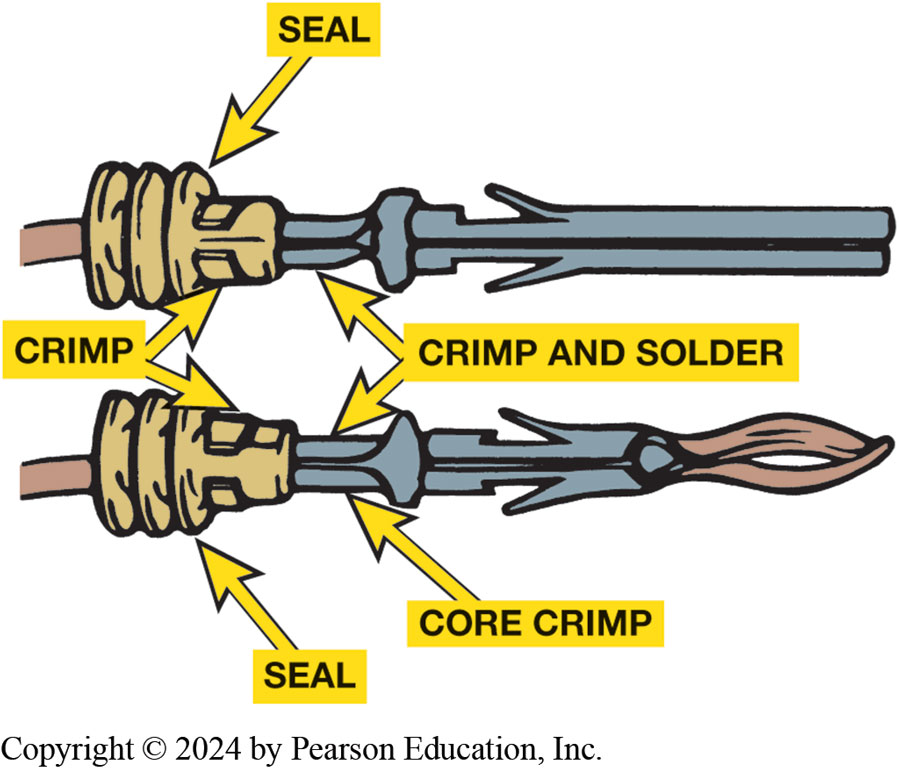 SEAL
CRIMP
CRIMP AND SOLDER
CORE CRIMP
SEAL
Copyright © 2024 by Pearson Education, Inc.